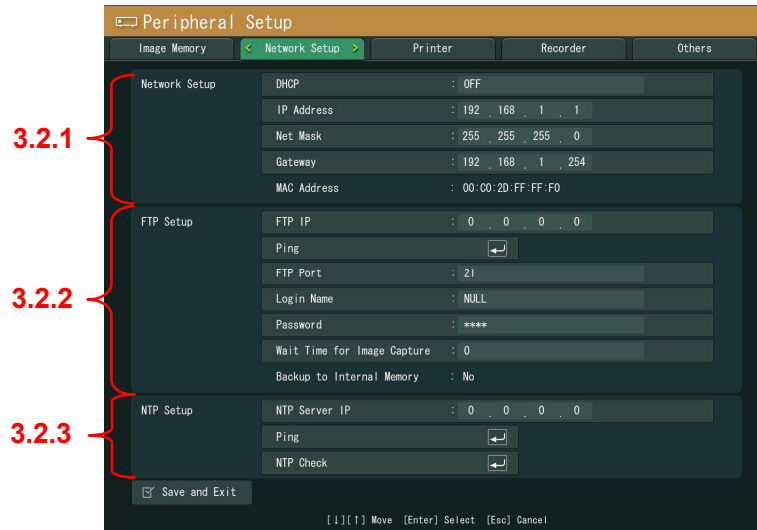 Peripheral Setup
Image Memory < Network Setup > Printer Recorder Others
3.2.1
Network Setup DHCP : OFF
IP Address : 192 . 168 . 1 . 1
Net Mask : 255 . 255 . 255 . 0
Gateway : 192 . 168 . 1 . 254
MAC Address : 00:C0:2D:FF:FF:F0
3.2.2
FTP Setup FTP IP : 0 . 0 . 0 . 0
Ping
FTP Port : 21
Login Name : NULL
Password : ****
Wait Time for Image Capture : 0
Backup to Internal Memory : No
3.2.3
NTP Setup NTP Server IP : 0 . 0 . 0 . 0
Ping
NTP Check
Save and Exit
[↓][↑] Move [Enter] Select [Esc] Cancel